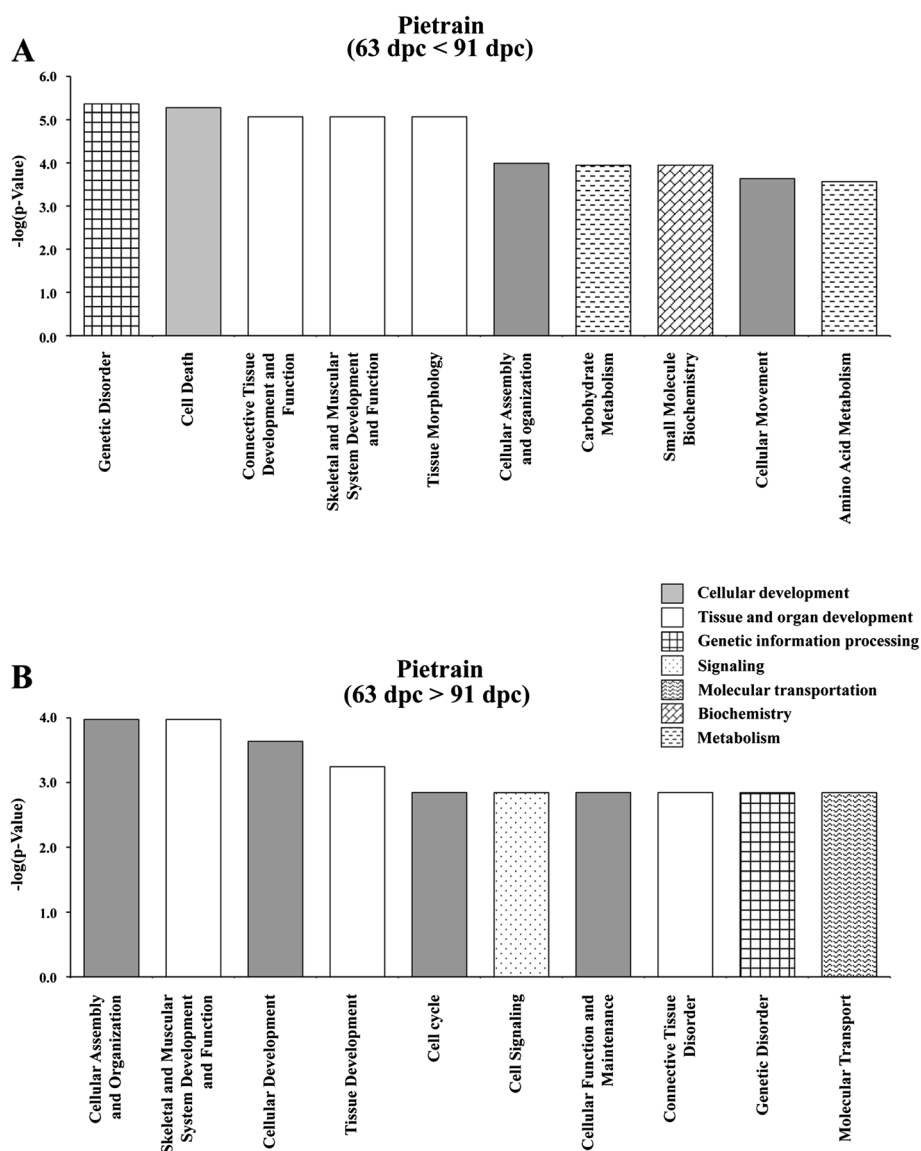 A
Pietrain
(63 dpc < 91 dpc)
6.0
5.0
4.0
3.0
2.0
1.0
0.0
-log(p-Value)
Genetic Disorder
Cell Death
Connective Tissue
Development and
Function
Skeletal and Muscular
System Development
and Function
Tissue Morphology
Cellular Assembly
and oganization
Carbohydrate
Metabolism
Small Molecule
Biochemistry
Cellular Movement
Amino Acid Metabolism
Cellular development
Tissue and organ development
Genetic information processing
Signaling
Molecular transportation
Biochemistry
Metabolism
B
Pietrain
(63 dpc > 91 dpc)
4.0
3.0
2.0
1.0
0.0
-log(p-Value)
Cellular Assembly
and Organization
Skeletal and Muscular
System Development
and Function
Cellular Development
Tissue Development
Cell cycle
Cell Signaling
Cellular Function and
Maintenance
Connective Tissue
Disorder
Genetic Disorder
Molecular Transport